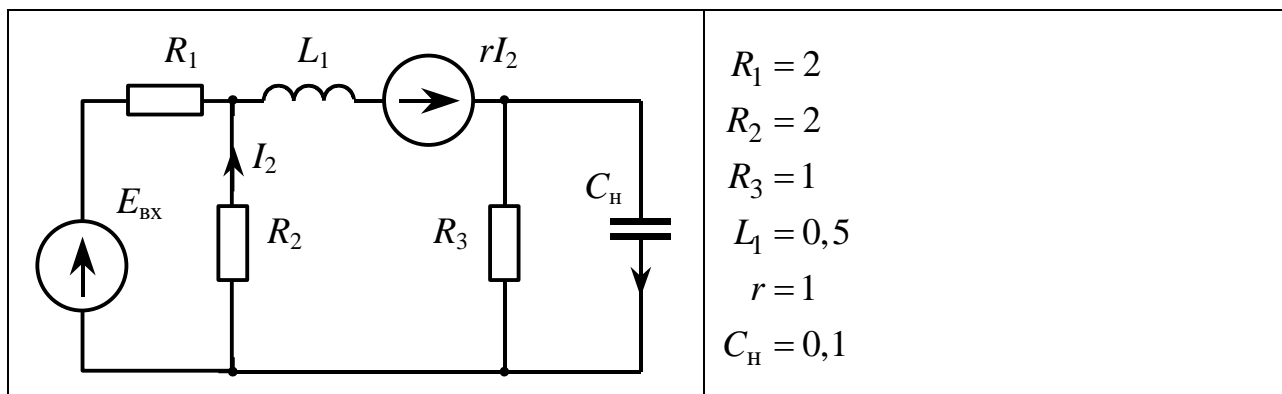 R₁ L₁ rI₂
I₂
Eвх R₂ R₃ Cн
R₁ = 2
R₂ = 2
R₃ = 1
L₁ = 0,5
r = 1
Cн = 0,1